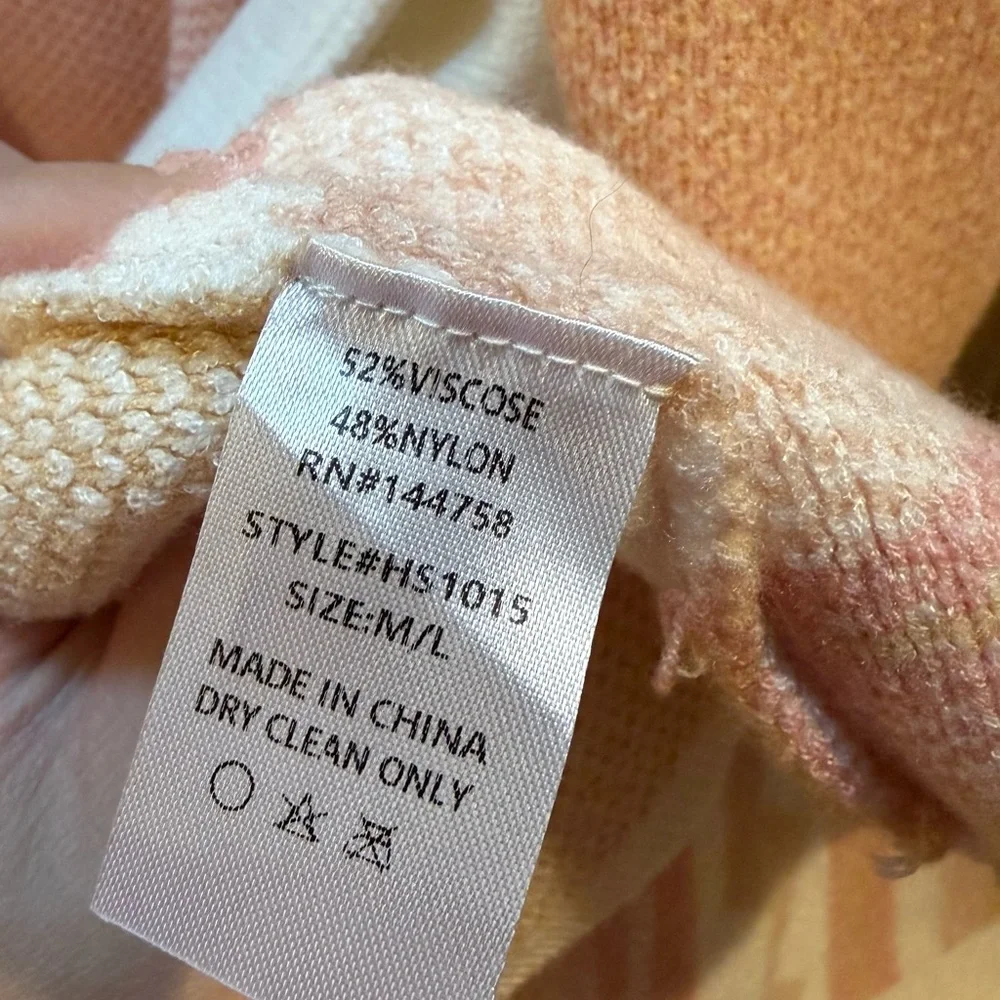 52%VISCOSE
48%NYLON
RN#144758
STYLE#HS1015
SIZE:M/L
MADE IN CHINA
DRY CLEAN ONLY